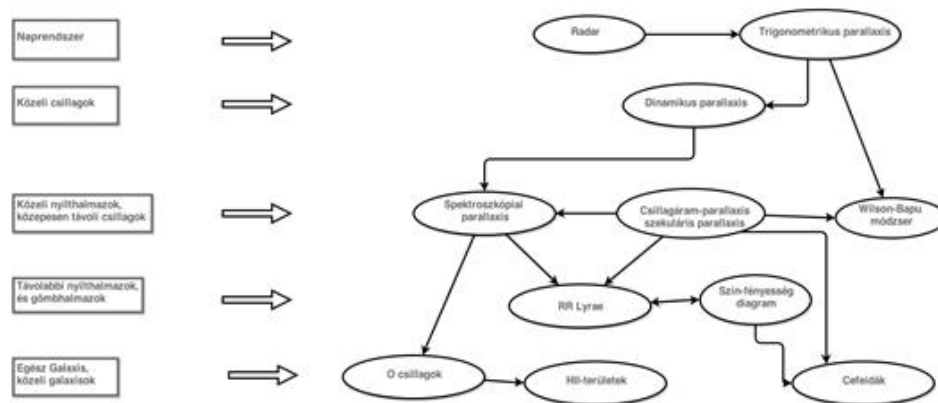 Naprendszer
Radar
Trigonometrikus parallaxis
Közeli csillagok
Dinamikus parallaxis
Közeli nyílthalmazok,
közepesen távoli csillagok
Spektroszkópiai
parallaxis
Csillagáram-parallaxis
szekuláris parallaxis
Wilson-Bapu
módzser
Távolabbi nyílthalmazok,
és gömbhalmazok
RR Lyrae
Szín-fényesség
diagram
Egész Galaxis,
közeli galaxisok
O csillagok
HII-területek
Cefeidák